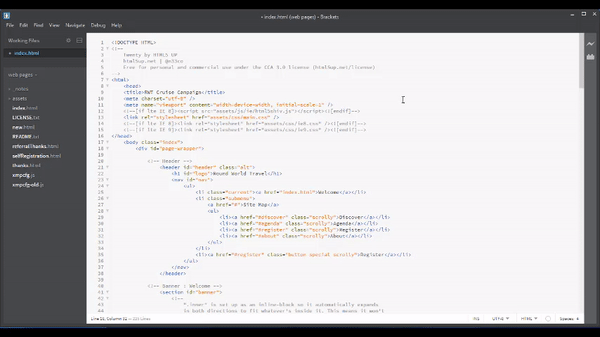 • index.html (web pages) - Brackets
File Edit Find View Navigate Debug Help
Working Files
index.html
web pages
_notes
assets
index.html
LICENSE.txt
new.html
README.txt
referralThanks.html
selfRegistration.html
thanks.html
xmpcfg.js
xmpcfg-old.js
1 <!DOCTYPE HTML>
2 <!--
3 Twenty by HTML5 UP
4 html5up.net | @n33co
5 Free for personal and commercial use under the CCA 3.0 license (html5up.net/license)
6 -->
7 <html>
8 <head>
9 <title>RWT Cruise Campaign</title>
10 <meta charset="utf-8" />
11 <meta name="viewport" content="width=device-width, initial-scale=1" />
12 <!--[if lte IE 8]><script src="assets/js/ie/html5shiv.js"></script><![endif]-->
13 <link rel="stylesheet" href="assets/css/main.css" />
14 <!--[if lte IE 8]><link rel="stylesheet" href="assets/css/ie8.css" /><![endif]-->
15 <!--[if lte IE 9]><link rel="stylesheet" href="assets/css/ie9.css" /><![endif]-->
16 </head>
17 <body class="index">
18 <div id="page-wrapper">
19
20 <!-- Header -->
21 <header id="header" class="alt">
22 <h1 id="logo">Round World Travel</h1>
23 <nav id="nav">
24 <ul>
25 <li class="current"><a href="index.html">Welcome</a></li>
26 <li class="submenu">
27 <a href="#">Site Map</a>
28 <ul>
29 <li><a href="#discover" class="scrolly">Discover</a></li>
30 <li><a href="#agenda" class="scrolly">Agenda</a></li>
31 <li><a href="#register" class="scrolly">Register</a></li>
32 <li><a href="#about" class="scrolly">About</a></li>
33 </ul>
34 </li>
35 <li><a href="#register" class="button special scrolly">Register</a></li>
36 </ul>
37 </nav>
38 </header>
39
40 <!-- Banner : Welcome -->
41 <section id="banner">
42 <!--
43 ".inner" is set up as an inline-block so it automatically expands
44 in both directions to fit whatever's inside it. This means it won't
INS UTF-8 HTML Spaces: 4